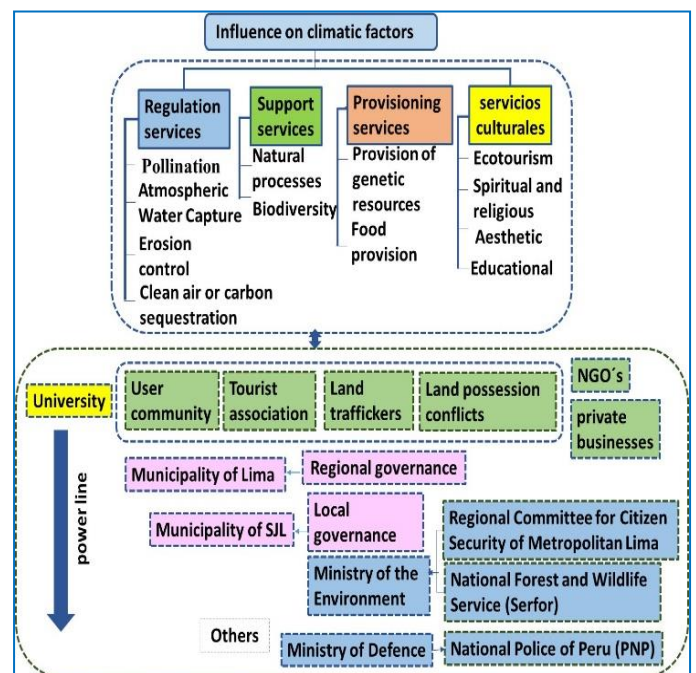 Influence on climatic factors
Regulation
services
Pollination
Atmospheric
Water Capture
Erosion
control
Clean air or carbon
sequestration
Support
services
Natural
processes
Biodiversity
Provisioning
services
Provision of
genetic
resources
Food
provision
servicios
culturales
Ecotourism
Spiritual and
religious
Aesthetic
Educational
University
User
community
Tourist
association
Land
traffickers
Land possession
conflicts
NGO´s
private
businesses
power line
Municipality of Lima
Regional governance
Municipality of SJL
Local
governance
Ministry of the
Environment
Regional Committee for Citizen
Security of Metropolitan Lima
National Forest and Wildlife
Service (Serfor)
Others
Ministry of Defence
National Police of Peru (PNP)